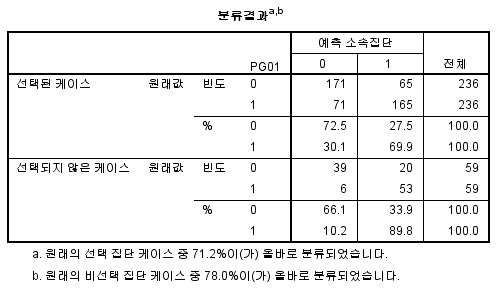 분류결과a,b
예측 소속집단
PG01 0 1 전체
선택된 케이스 원래값 빈도 0 171 65 236
1 71 165 236
% 0 72.5 27.5 100.0
1 30.1 69.9 100.0
선택되지 않은 케이스 원래값 빈도 0 39 20 59
1 6 53 59
% 0 66.1 33.9 100.0
1 10.2 89.8 100.0
a. 원래의 선택 집단 케이스 중 71.2%이(가) 올바로 분류되었습니다.
b. 원래의 비선택 집단 케이스 중 78.0%이(가) 올바로 분류되었습니다.